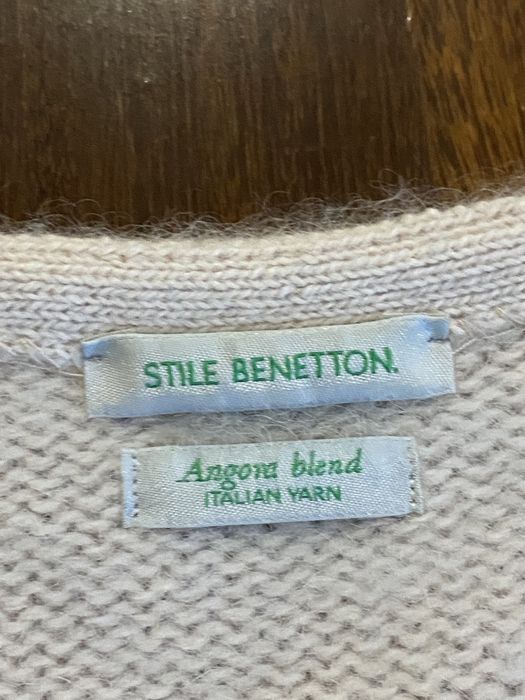 STILE BENETTON.
Angora blend
ITALIAN YARN